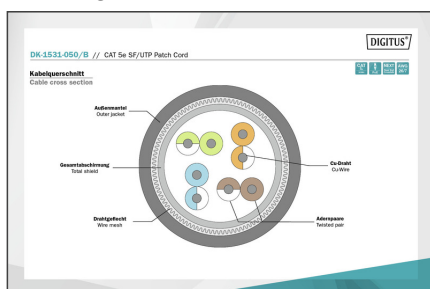 DIGITUS®
DK-1531-050/B // CAT 5e SF/UTP Patch Cord
Kabelquerschnitt
Cable cross section
Außenmantel
Outer jacket
Gesamtabschirmung
Total shield
Cu-Draht
Cu-Wire
Drahtgeflecht
Wire mesh
Adernpaare
Twisted pair